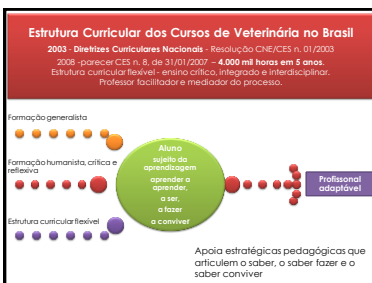 Estrutura Curricular dos Cursos de Veterinária no Brasil
2003 - Diretrizes Curriculares Nacionais - Resolução CNE/CES n. 01/2003
2008 -parecer CES n. 8, de 31/01/2007 – 4.000 mil horas em 5 anos.
Estrutura curricular flexível - ensino crítico, integrado e interdisciplinar.
Professor facilitador e mediador do processo.
Formação generalista
Formação humanista, crítica e
reflexiva
Estrutura curricular flexível
Aluno
sujeito da
aprendizagem
aprender a
aprender,
a ser,
a fazer
a conviver
Profissonal
adaptável
Apoia estratégicas pedagógicas que
articulem o saber, o saber fazer e o
saber conviver